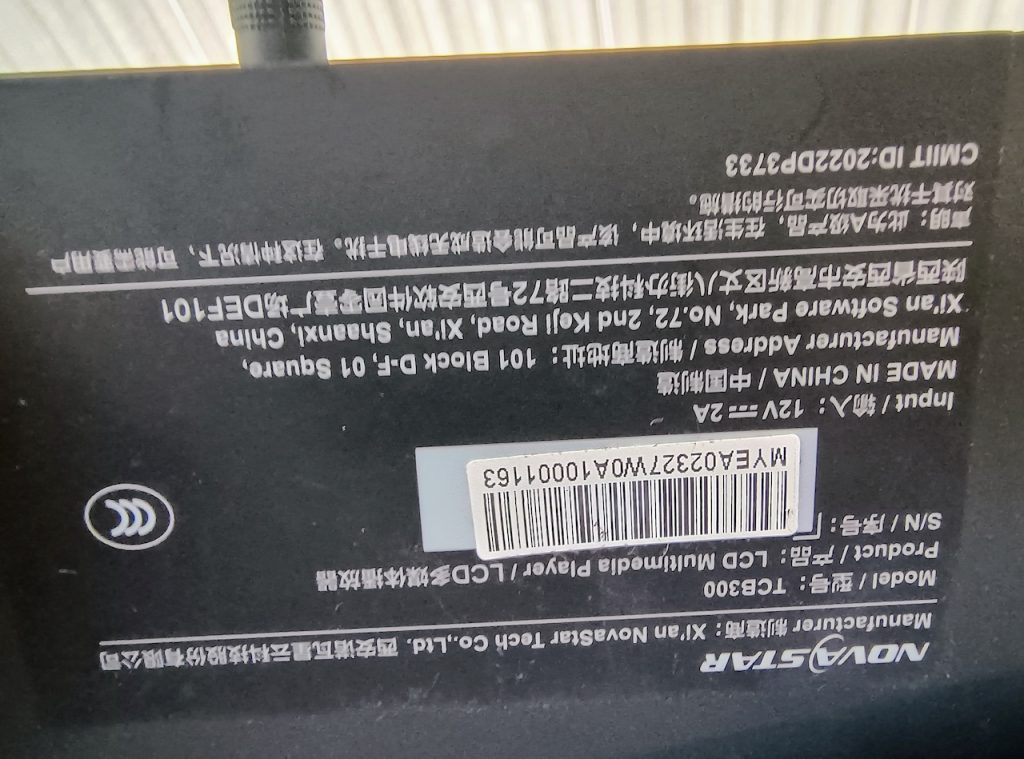 NOVASTAR
Manufacturer / 制造商：Xi'an NovaStar Tech Co.,Ltd. 西安诺瓦星云科技股份有限公司
Model / 型号：TCB300
Product / 产品：LCD Multimedia Player / LCD多媒体播放器
S/N / 序号：
MYEA02327W0A10001163
Input / 输入：12V⎓2A
MADE IN CHINA / 中国制造
Manufacturer Address / 制造商地址：101 Block D-F, 01 Square,
Xi'an Software Park, No.72, 2nd Keji Road, Xi'an, Shaanxi, China
陕西省西安市高新区丈八街办科技二路72号西安软件园零壹广场DEF101
声明：此为A级产品，在生活环境中，该产品可能会造成无线电干扰。在这种情况下，可能需要用户
对其干扰采取切实可行的措施。
CMIIT ID:2022DP3733